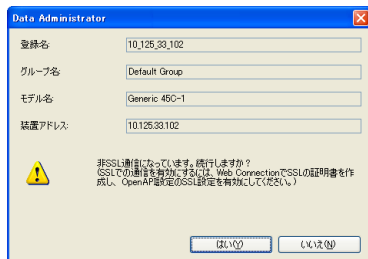 Data Administrator
登録名: 10_125_33_102
グループ名: Default Group
モデル名: Generic 45C-1
装置アドレス: 10.125.33.102
非SSL通信になっています。続行しますか？
(SSLでの通信を有効にするには、Web ConnectionでSSLの証明書を作
成し、OpenAPI設定のSSL設定を有効にしてください。)
はい(Y) いいえ(N)